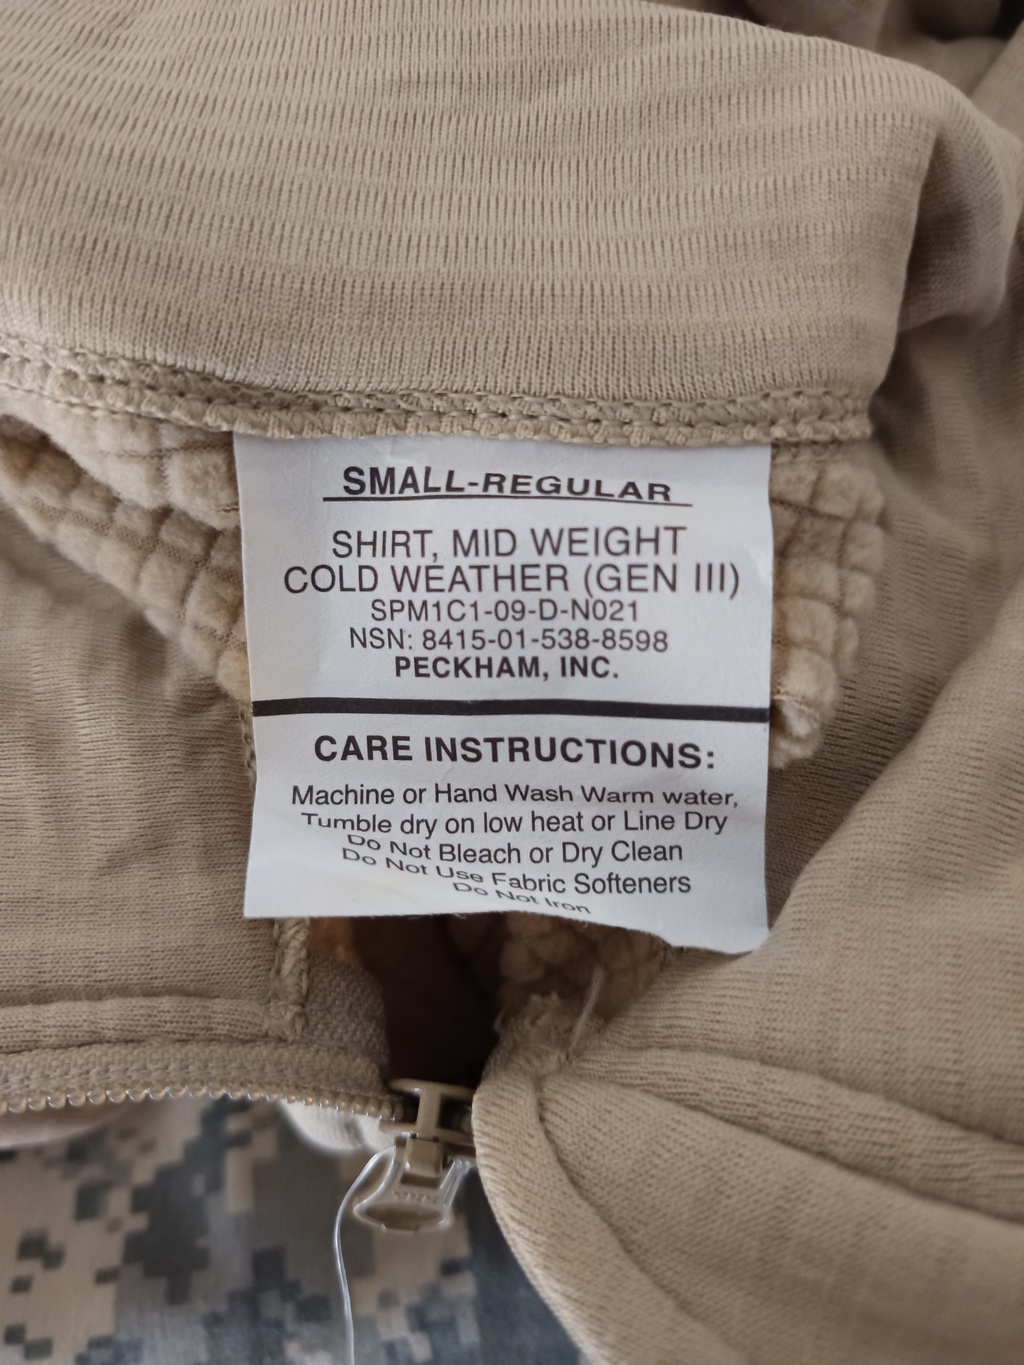 SMALL-REGULAR
SHIRT, MID WEIGHT
COLD WEATHER (GEN III)
SPM1C1-09-D-N021
NSN: 8415-01-538-8598
PECKHAM, INC.
CARE INSTRUCTIONS:
Machine or Hand Wash Warm water,
Tumble dry on low heat or Line Dry
Do Not Bleach or Dry Clean
Do Not Use Fabric Softeners
Do Not Iron